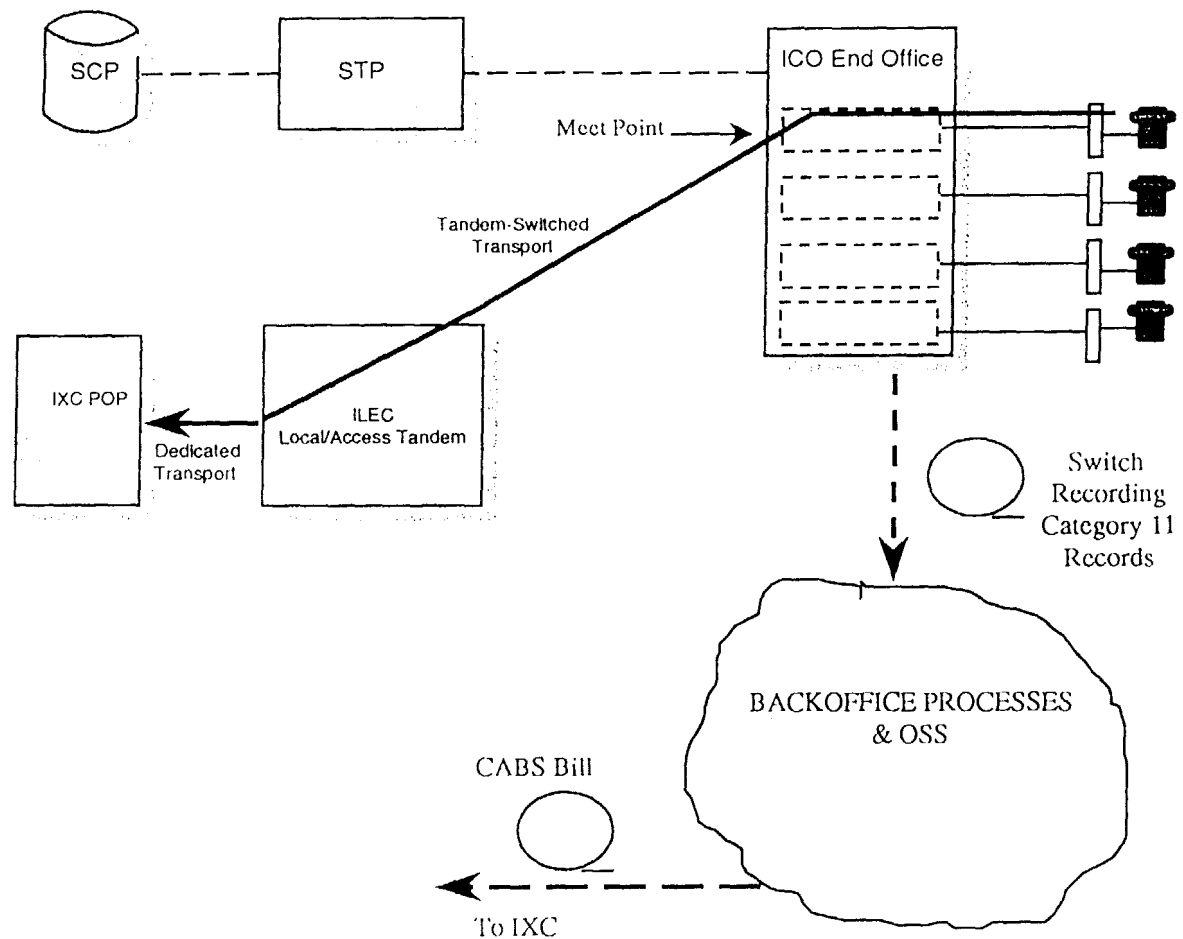 SCP
STP
ICO End Office
Meet Point
Tandem-Switched
Transport
IXC POP
ILEC
Local/Access Tandem
Dedicated
Transport
Switch
Recording
Category 11
Records
BACKOFFICE PROCESSES
& OSS
CABS Bill
To IXC